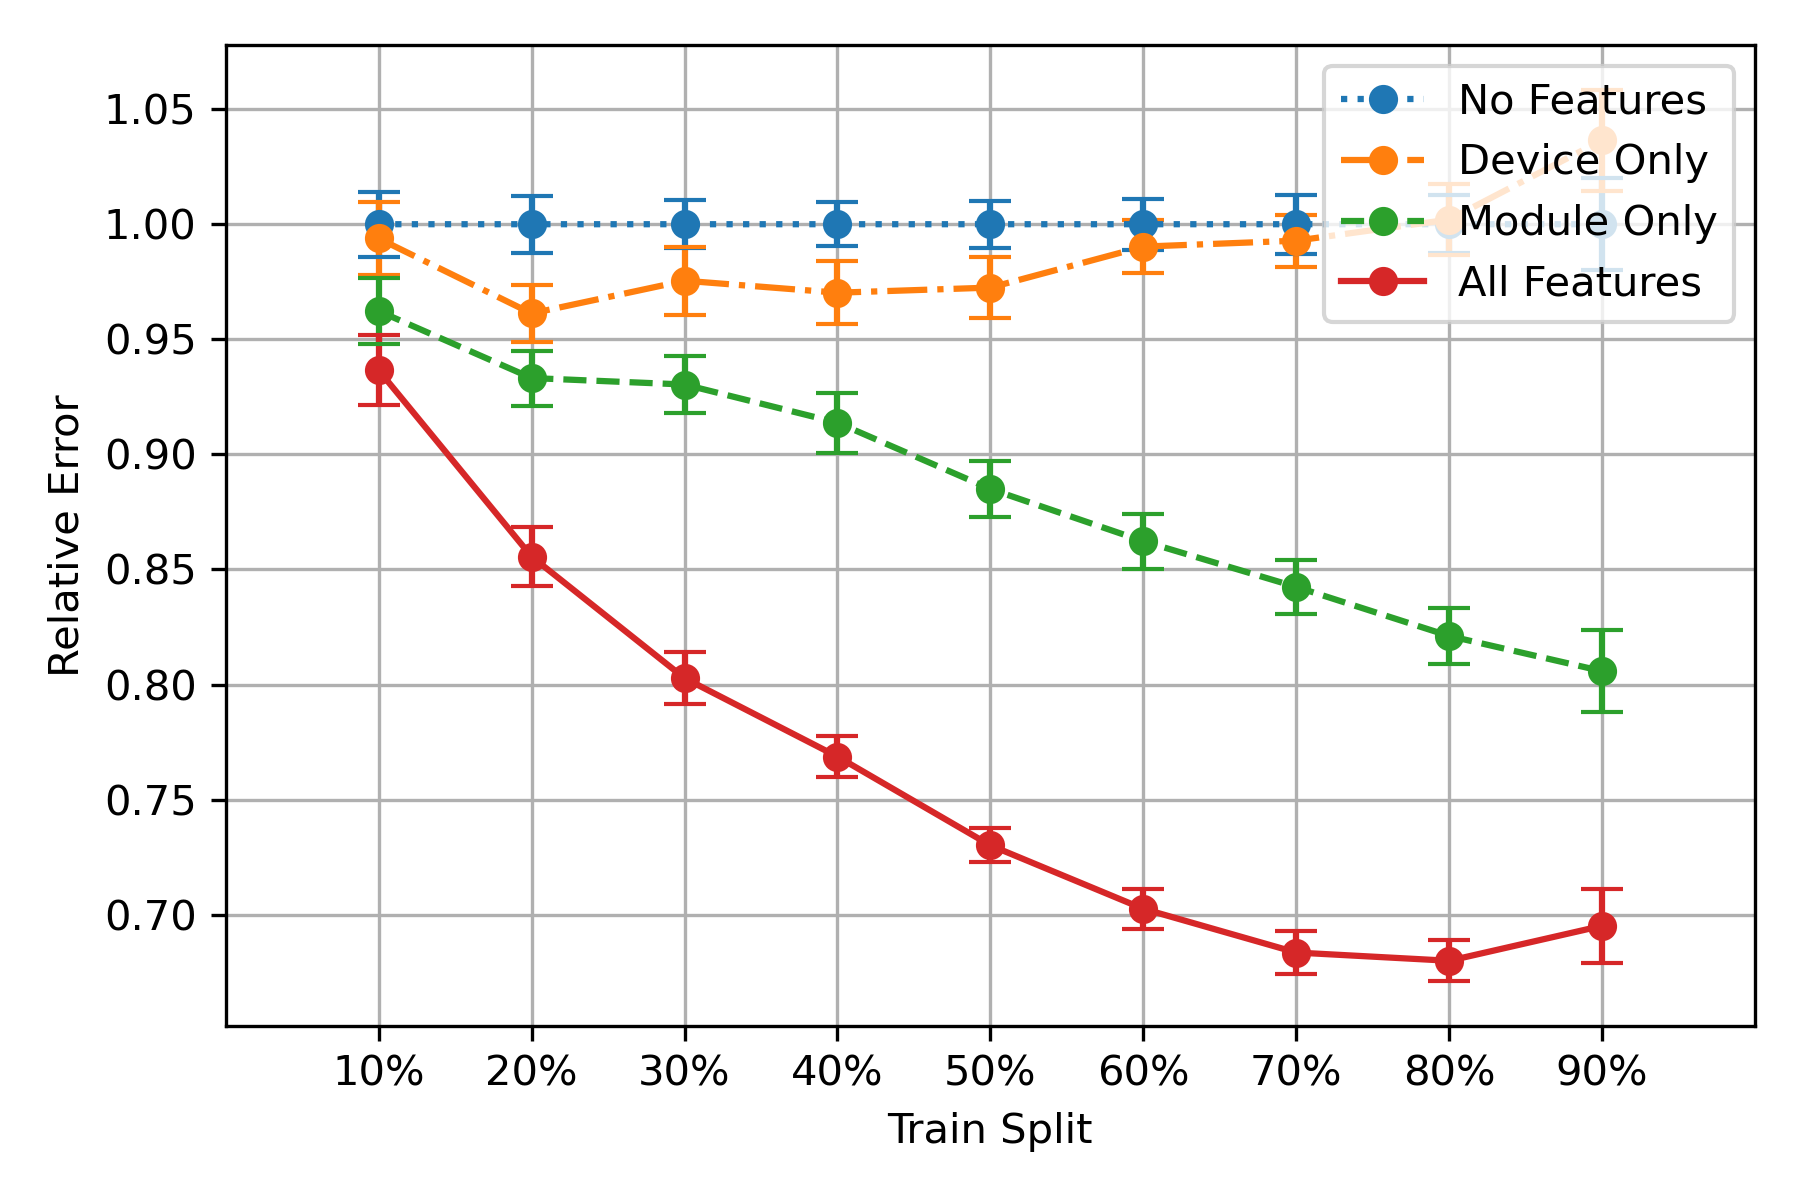 1.05
1.00
0.95
0.90
0.85
0.80
0.75
0.70
Relative Error
No Features
Device Only
Module Only
All Features
10% 20% 30% 40% 50% 60% 70% 80% 90%
Train Split